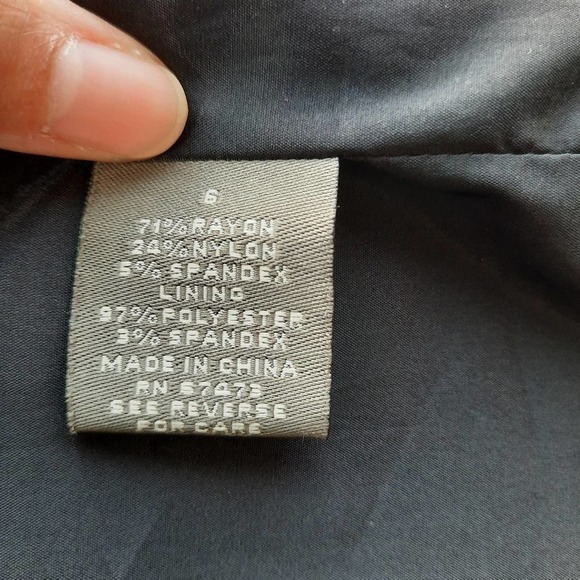 6
71% RAYON
24% NYLON
5% SPANDEX
LINING
97% POLYESTER
3% SPANDEX
MADE IN CHINA
RN 57473
SEE REVERSE
FOR CARE